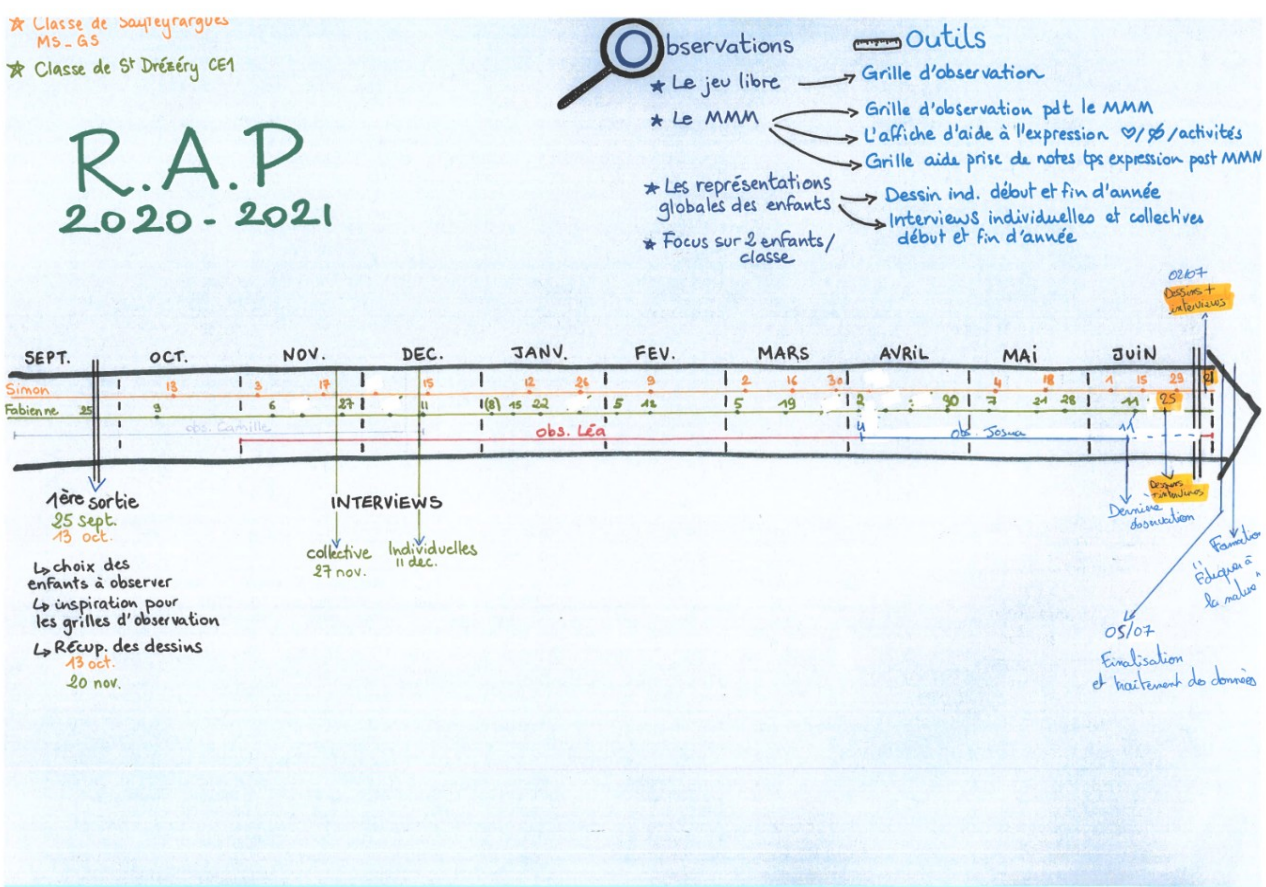 ☆ Classe de Sauteyrargues
MS_GS
☆ Classe de St Drézéry CE1
R.A.P
2020 - 2021
Observations
★ Le jeu libre
★ Le MMM
★ Les représentations
globales des enfants
★ Focus sur 2 enfants/
classe
Outils
Grille d'observation
Grille d'observation pdt le MMM
L'affiche d'aide à l'expression ♡/ /activités
Grille aide prise de notes tps expression post MMM
Dessin ind. début et fin d'année
Interviews individuelles et collectives
début et fin d'année
02/07
Dessins +
interviews
SEPT. OCT. NOV. DEC. JANV. FEV. MARS AVRIL MAI JUIN
Simon 13 3 17 15 12 26 9 2 16 30 4 18 1 15 29
Fabienne 25 9 6 27 11 (8) 15 22 5 5 19 2 7 21 28 11 25
obs. Camille obs. Léa obs. Josua
1ère sortie
25 sept.
13 oct.
↳ choix des
enfants à observer
↳ inspiration pour
les grilles d'observation
↳ Récup. des dessins
13 oct.
20 nov.
INTERVIEWS
collective
27 nov.
Individuelles
11 dec.
Dessins
+ interviews
Dernière
observation
Formation
"Éduquer à
la nature"
05/07
Finalisation
et traitement des données